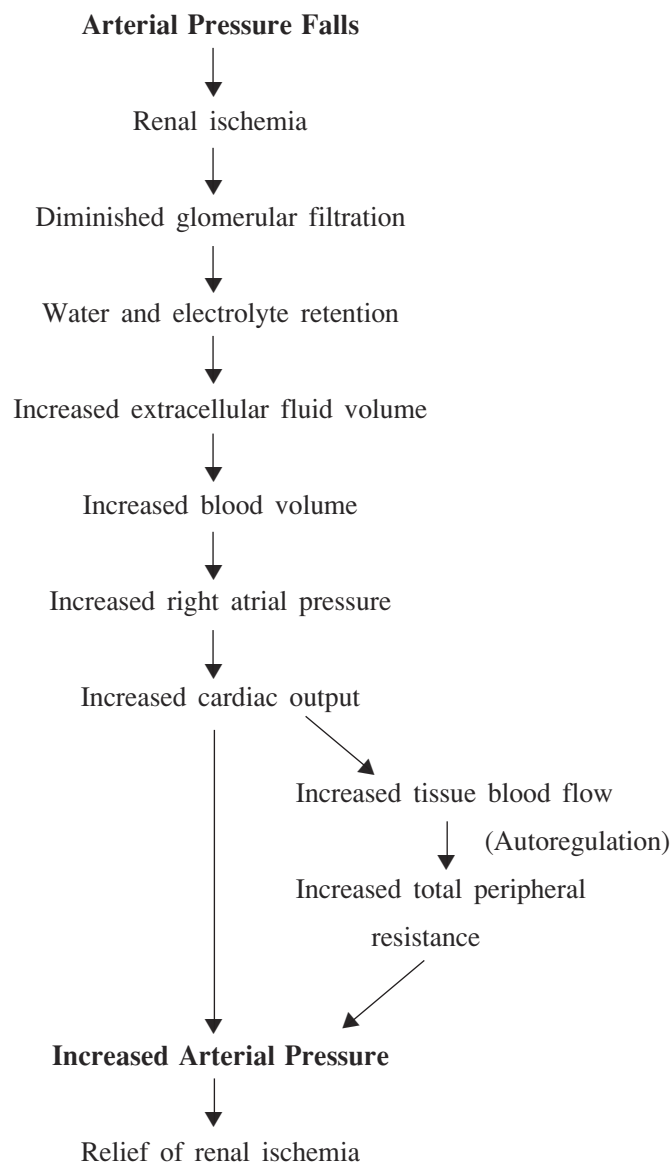 Arterial Pressure Falls
Renal ischemia
Diminished glomerular filtration
Water and electrolyte retention
Increased extracellular fluid volume
Increased blood volume
Increased right atrial pressure
Increased cardiac output
Increased tissue blood flow
(Autoregulation)
Increased total peripheral
resistance
Increased Arterial Pressure
Relief of renal ischemia